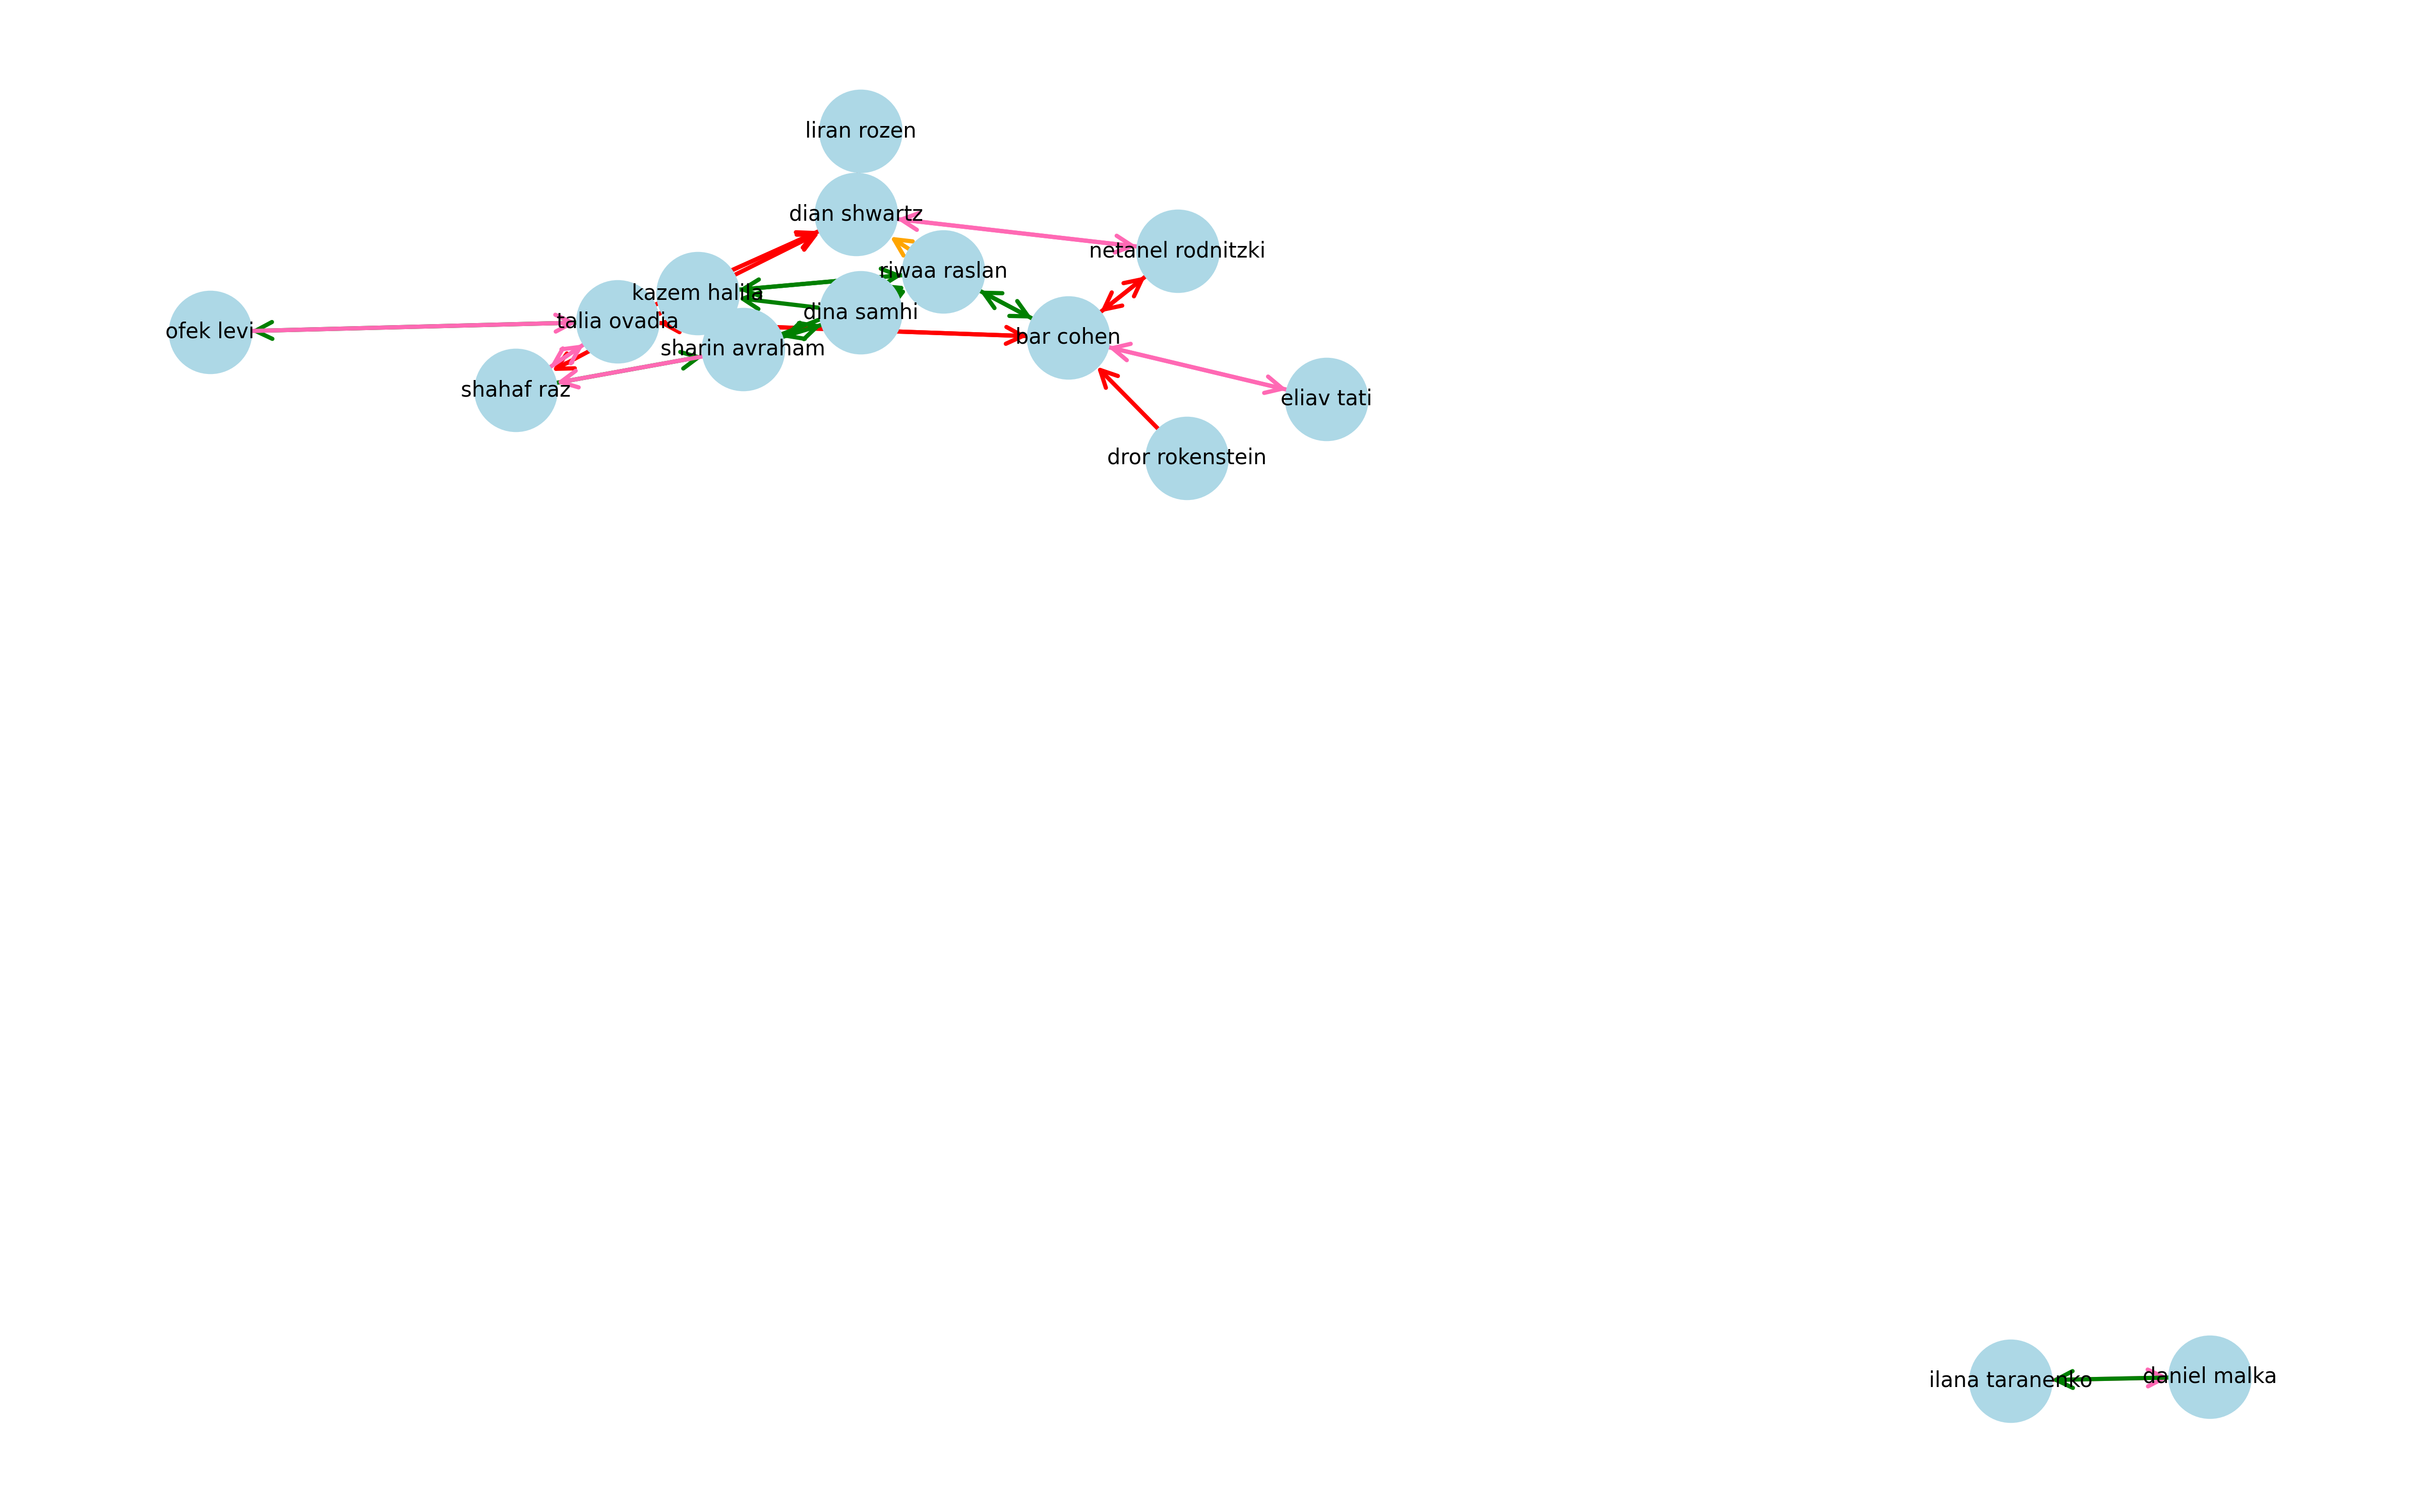 liran rozen
dian shwartz
netanel rodnitzki
riwaa raslan
kazem halila
dina samhi
talia ovadia
ofek levi
bar cohen
sharin avraham
shahaf raz
eliav tati
dror rokenstein
daniel malka
ilana taranenko